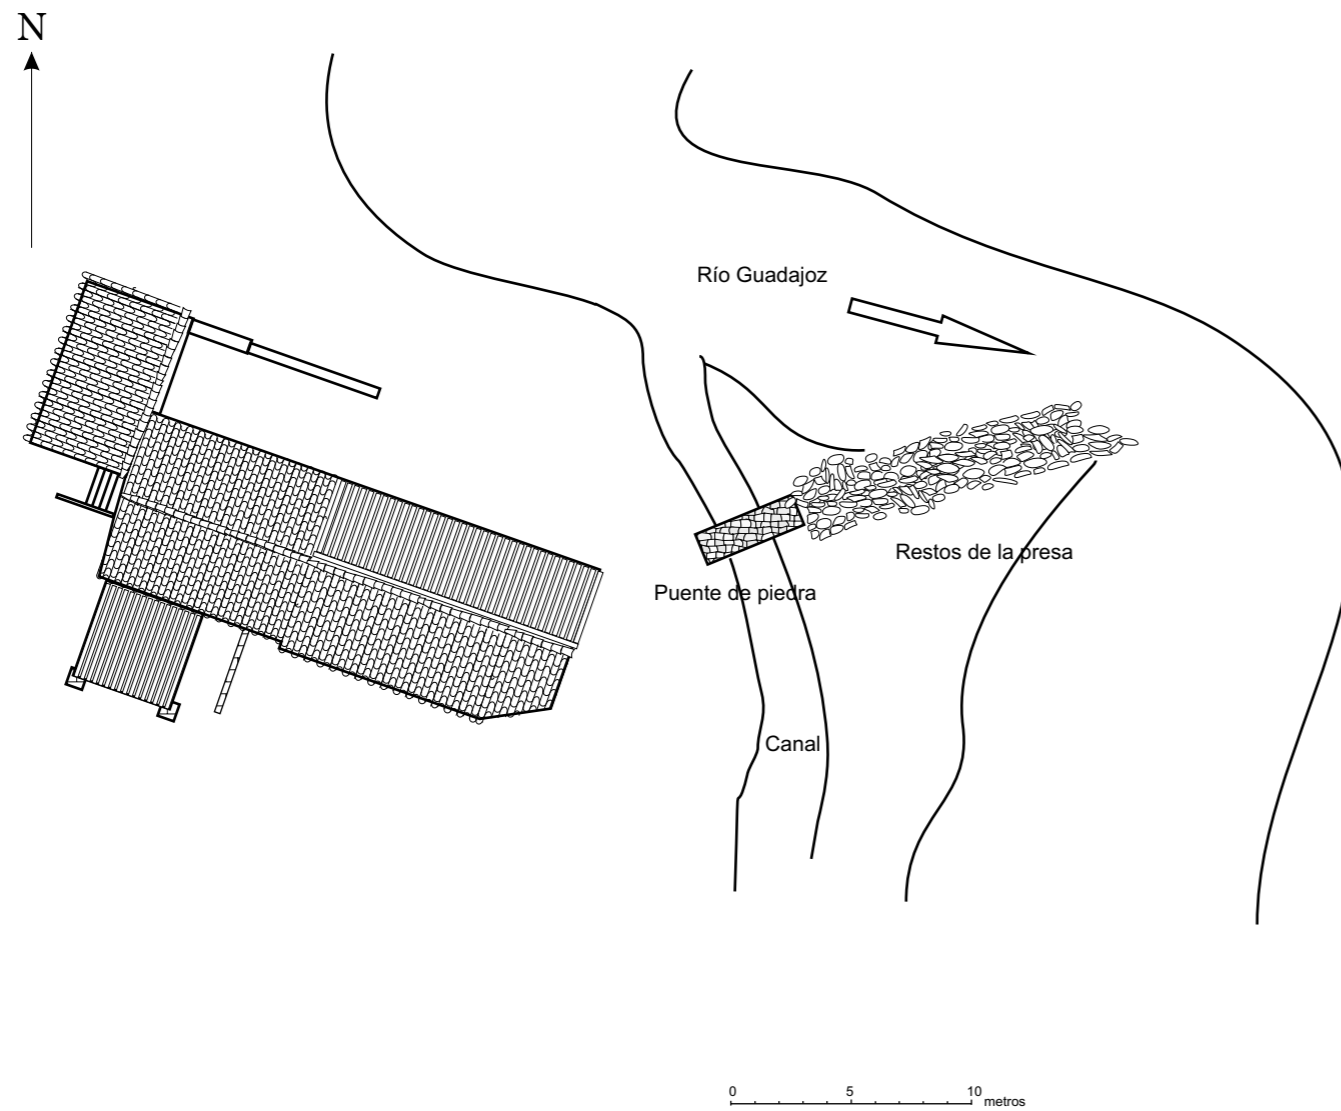 N
Río Guadajoz
Restos de la presa
Puente de piedra
Canal
0 5 10
metros